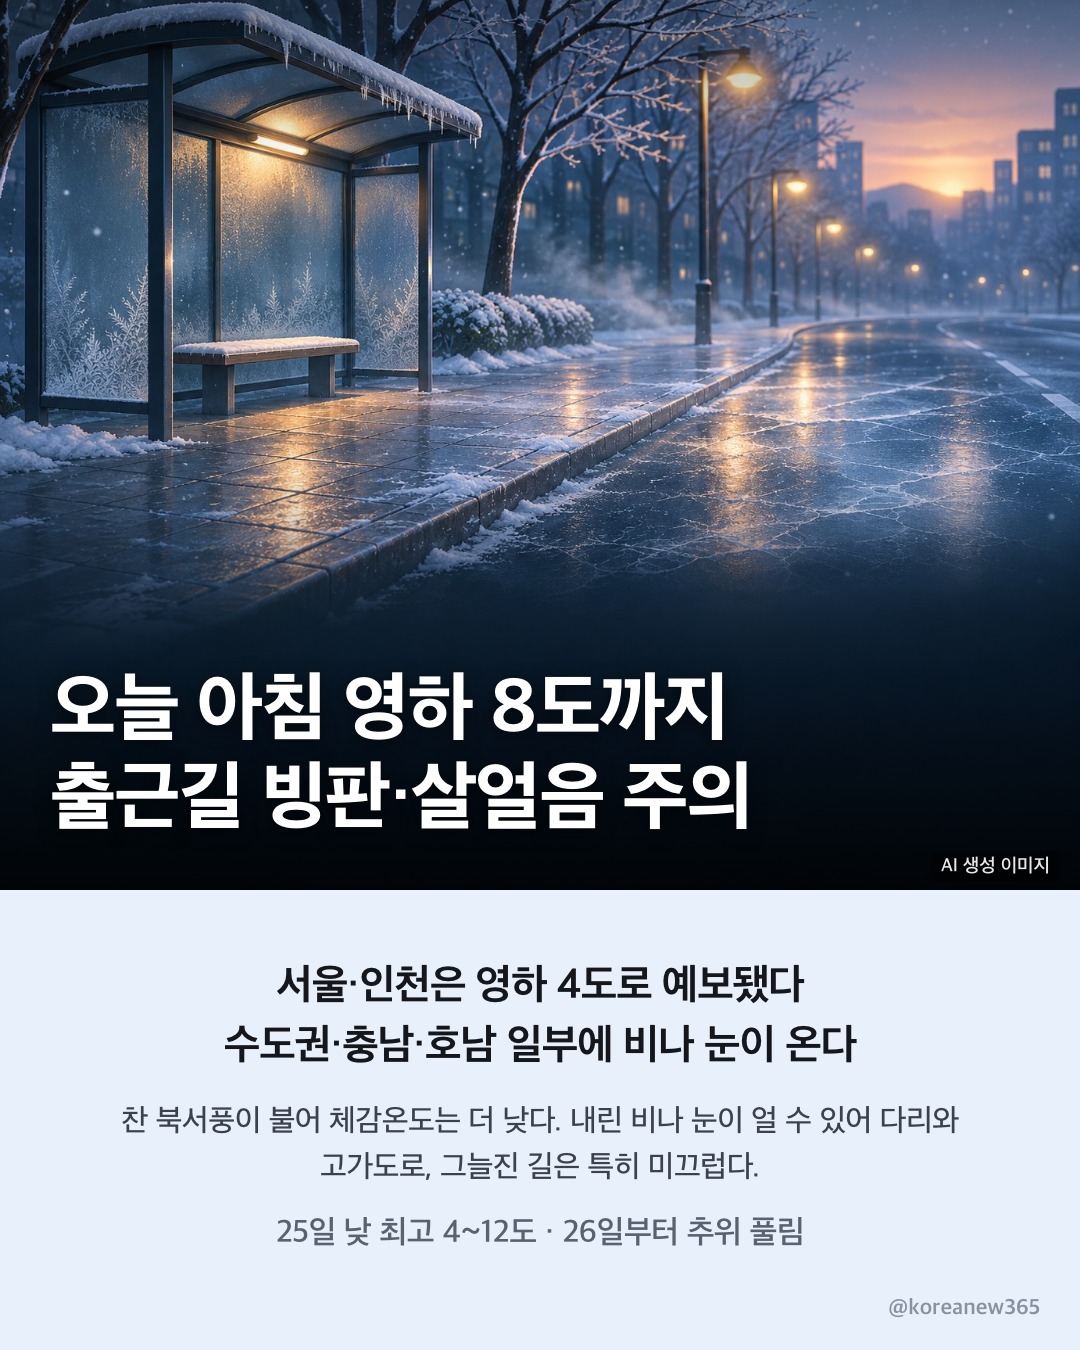 오늘 아침 영하 8도까지
출근길 빙판·살얼음 주의
AI 생성 이미지
서울·인천은 영하 4도로 예보됐다
수도권·충남·호남 일부에 비나 눈이 온다
찬 북서풍이 불어 체감온도는 더 낮다. 내린 비나 눈이 얼 수 있어 다리와
고가도로, 그늘진 길은 특히 미끄럽다.
25일 낮 최고 4~12도 · 26일부터 추위 풀림
@koreanew365